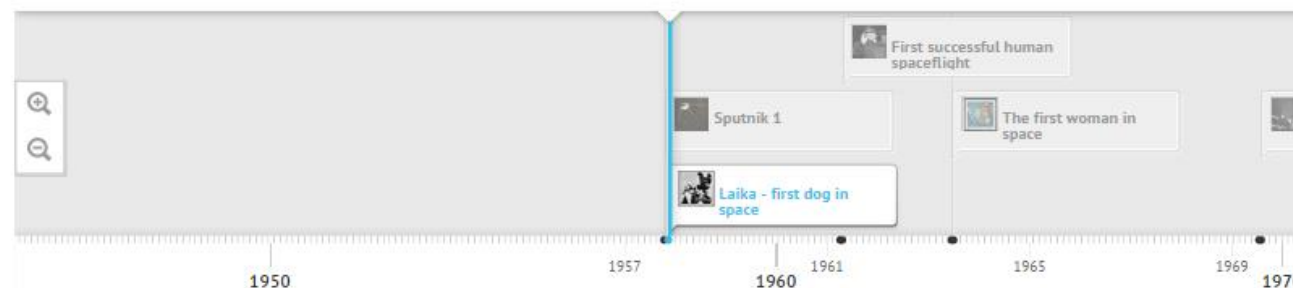 First successful human
spaceflight
Sputnik 1
The first woman in
space
Laika - first dog in
space
1957
1961
1965
1969
1950
1960